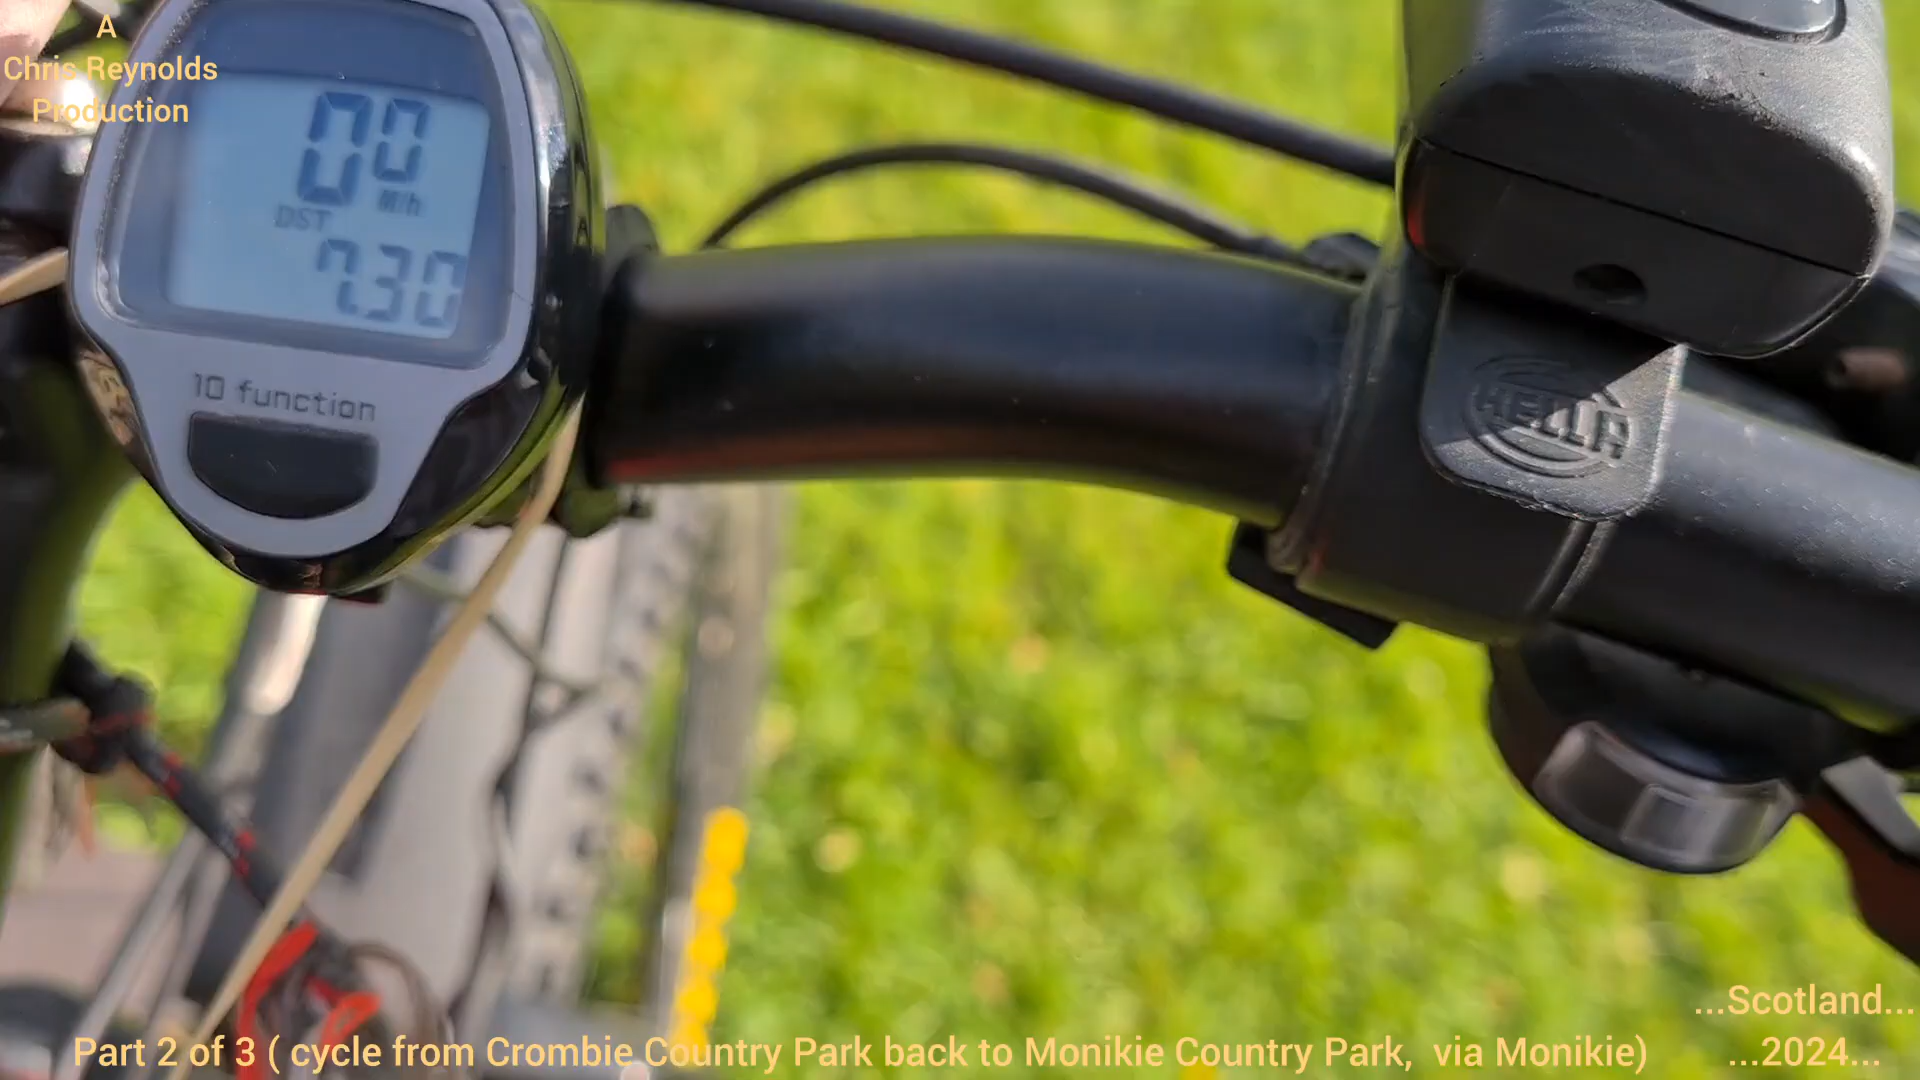 A
Chris Reynolds
Production
00
M/h
DST
7.30
10 function
HELLA
...Scotland...
Part 2 of 3 ( cycle from Crombie Country Park back to Monikie Country Park, via Monikie)
...2024...